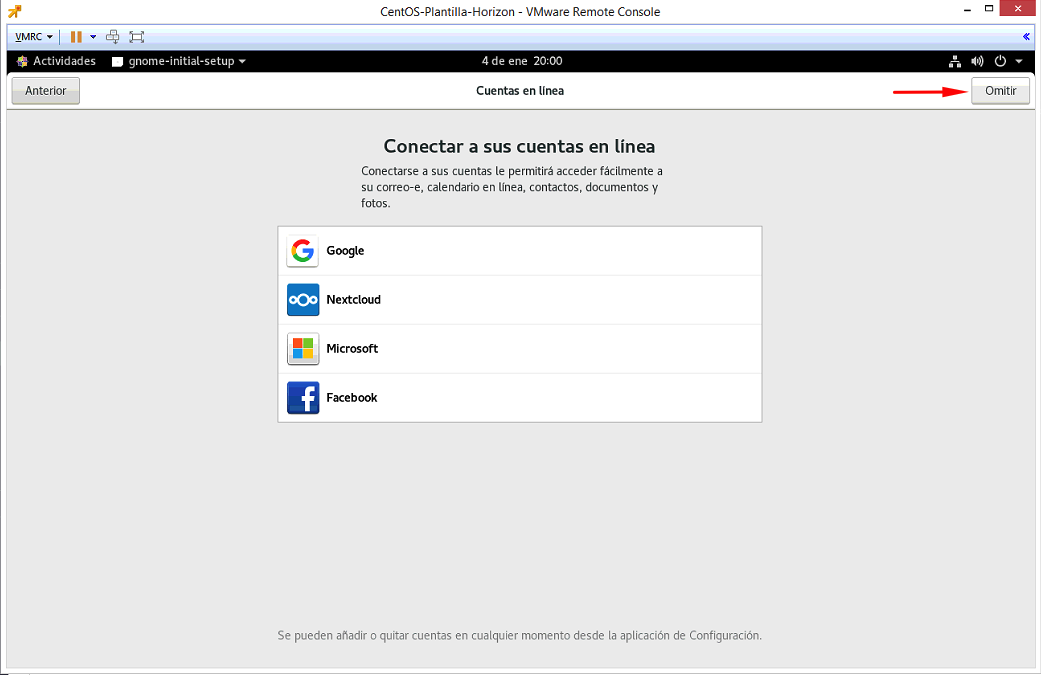 CentOS-Plantilla-Horizon - VMware Remote Console
VMRC
Actividades gnome-initial-setup 4 de ene 20:00
Anterior Cuentas en línea Omitir
Conectar a sus cuentas en línea
Conectarse a sus cuentas le permitirá acceder fácilmente a
su correo-e, calendario en línea, contactos, documentos y
fotos.
Google
Nextcloud
Microsoft
Facebook
Se pueden añadir o quitar cuentas en cualquier momento desde la aplicación de Configuración.